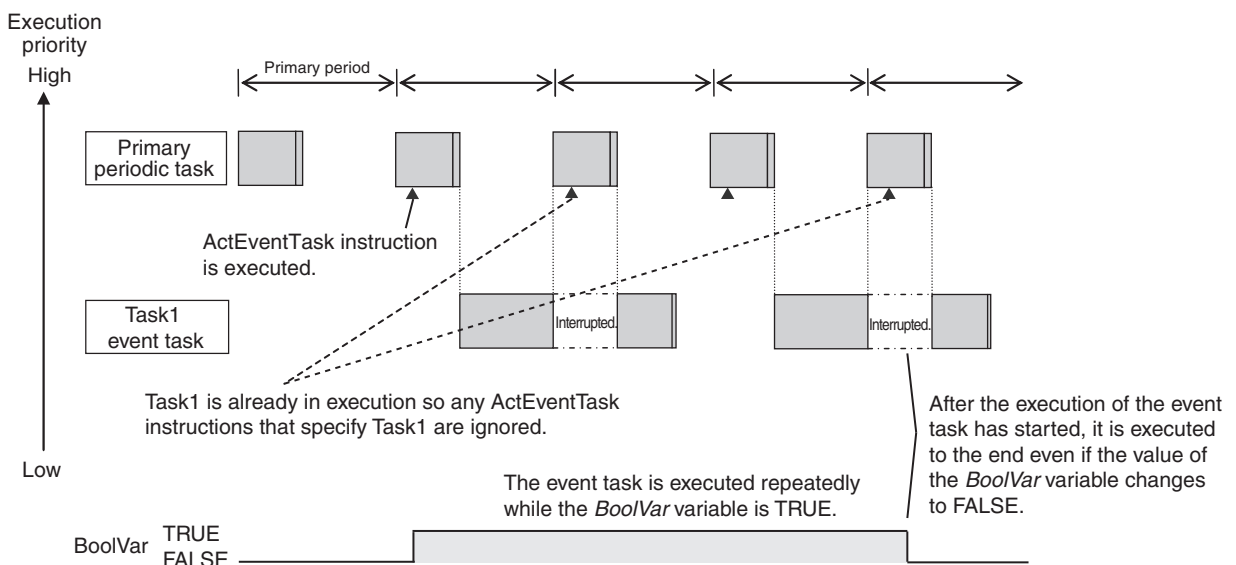 Execution
priority
High
Primary period
Primary
periodic task
ActEventTask instruction
is executed.
Task1
event task
Interrupted.
Interrupted.
Task1 is already in execution so any ActEventTask
instructions that specify Task1 are ignored.
After the execution of the event
task has started, it is executed
to the end even if the value of
the BoolVar variable changes
to FALSE.
Low
The event task is executed repeatedly
while the BoolVar variable is TRUE.
BoolVar
TRUE
FALSE